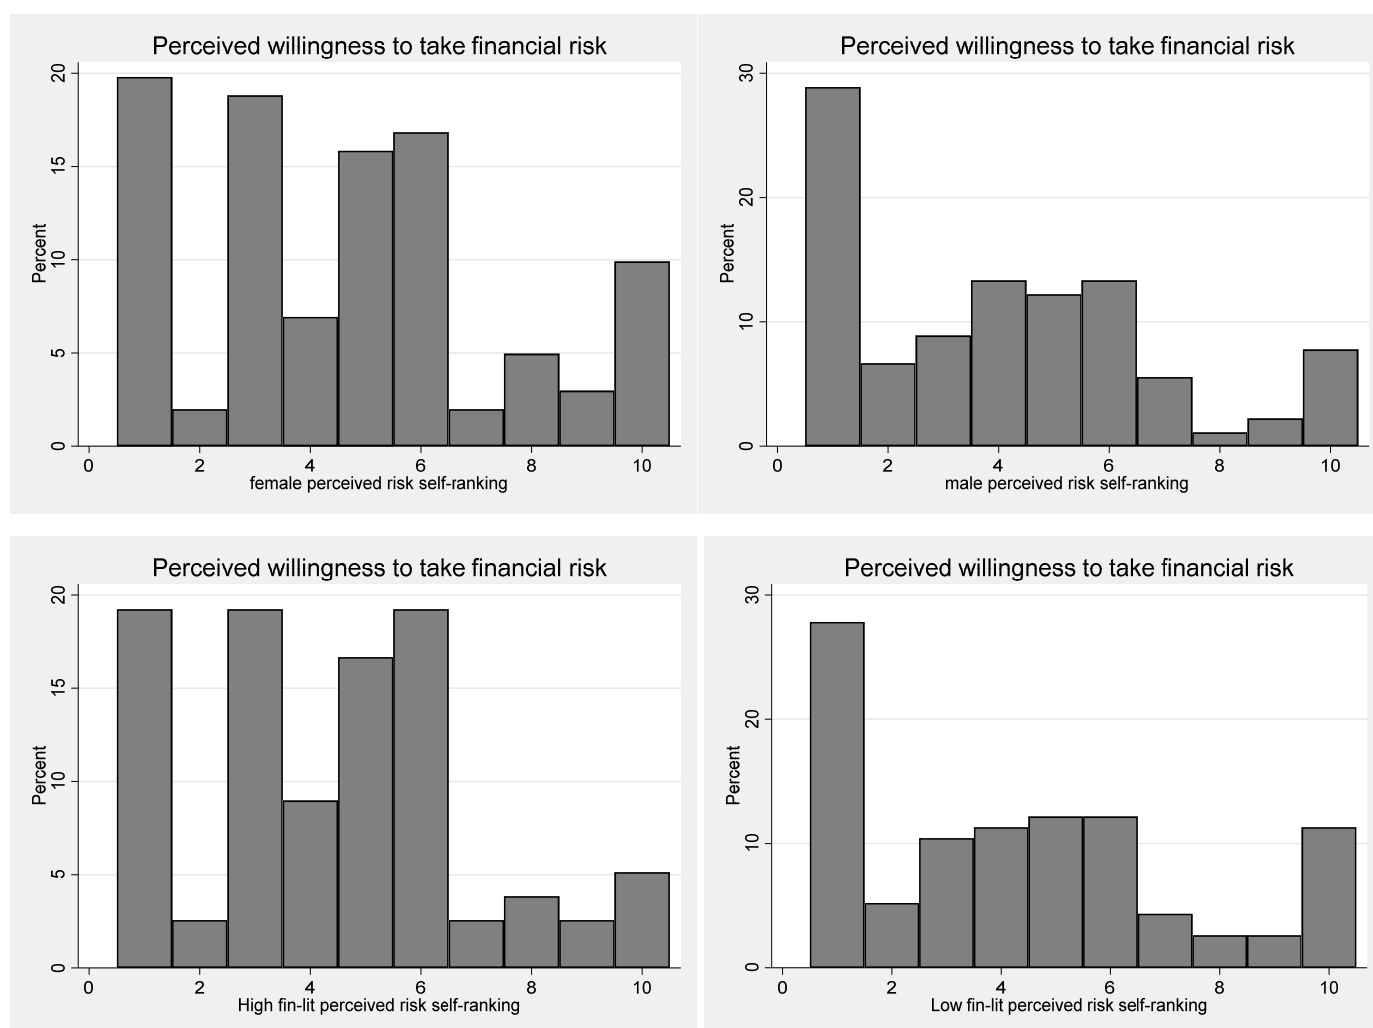 Perceived willingness to take financial risk
20
15
10
5
0
Percent
0 2 4 6 8 10
female perceived risk self-ranking
Perceived willingness to take financial risk
30
20
10
0
Percent
0 2 4 6 8 10
male perceived risk self-ranking
Perceived willingness to take financial risk
20
15
10
5
0
Percent
0 2 4 6 8 10
High fin-lit perceived risk self-ranking
Perceived willingness to take financial risk
30
20
10
0
Percent
0 2 4 6 8 10
Low fin-lit perceived risk self-ranking